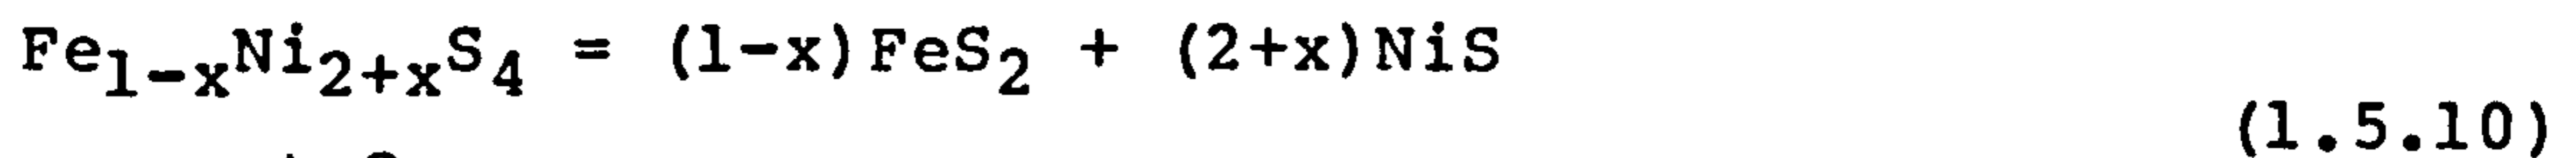 Fe₁₋ₓNi₂₊ₓS₄ = (1-x)FeS₂ + (2+x)NiS
(1.5.10)